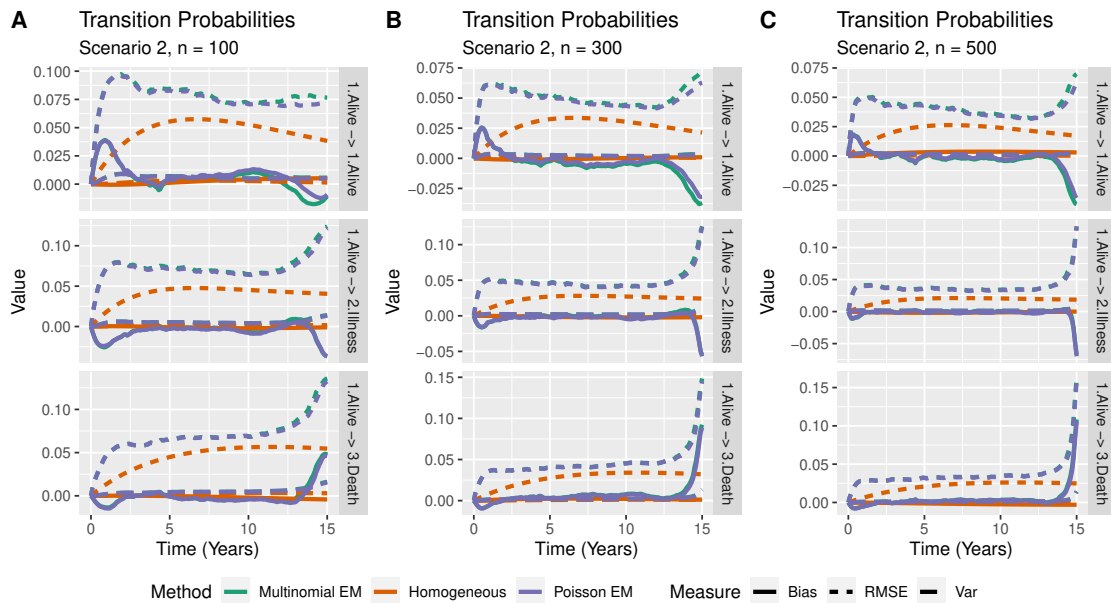 A
Transition Probabilities
Scenario 2, n = 100
0.100
0.075
0.050
0.025
0.000
1.Alive −> 1.Alive
0.10
0.05
0.00
1.Alive −> 2.Illness
0.10
0.05
0.00
1.Alive −> 3.Death
Value
0 5 10 15
Time (Years)
B
Transition Probabilities
Scenario 2, n = 300
0.075
0.050
0.025
0.000
−0.025
1.Alive −> 1.Alive
0.10
0.05
0.00
−0.05
1.Alive −> 2.Illness
0.15
0.10
0.05
0.00
1.Alive −> 3.Death
Value
0 5 10 15
Time (Years)
C
Transition Probabilities
Scenario 2, n = 500
0.075
0.050
0.025
0.000
−0.025
1.Alive −> 1.Alive
0.10
0.05
0.00
−0.05
1.Alive −> 2.Illness
0.15
0.10
0.05
0.00
1.Alive −> 3.Death
Value
0 5 10 15
Time (Years)
Method Multinomial EM Homogeneous Poisson EM Measure Bias RMSE Var